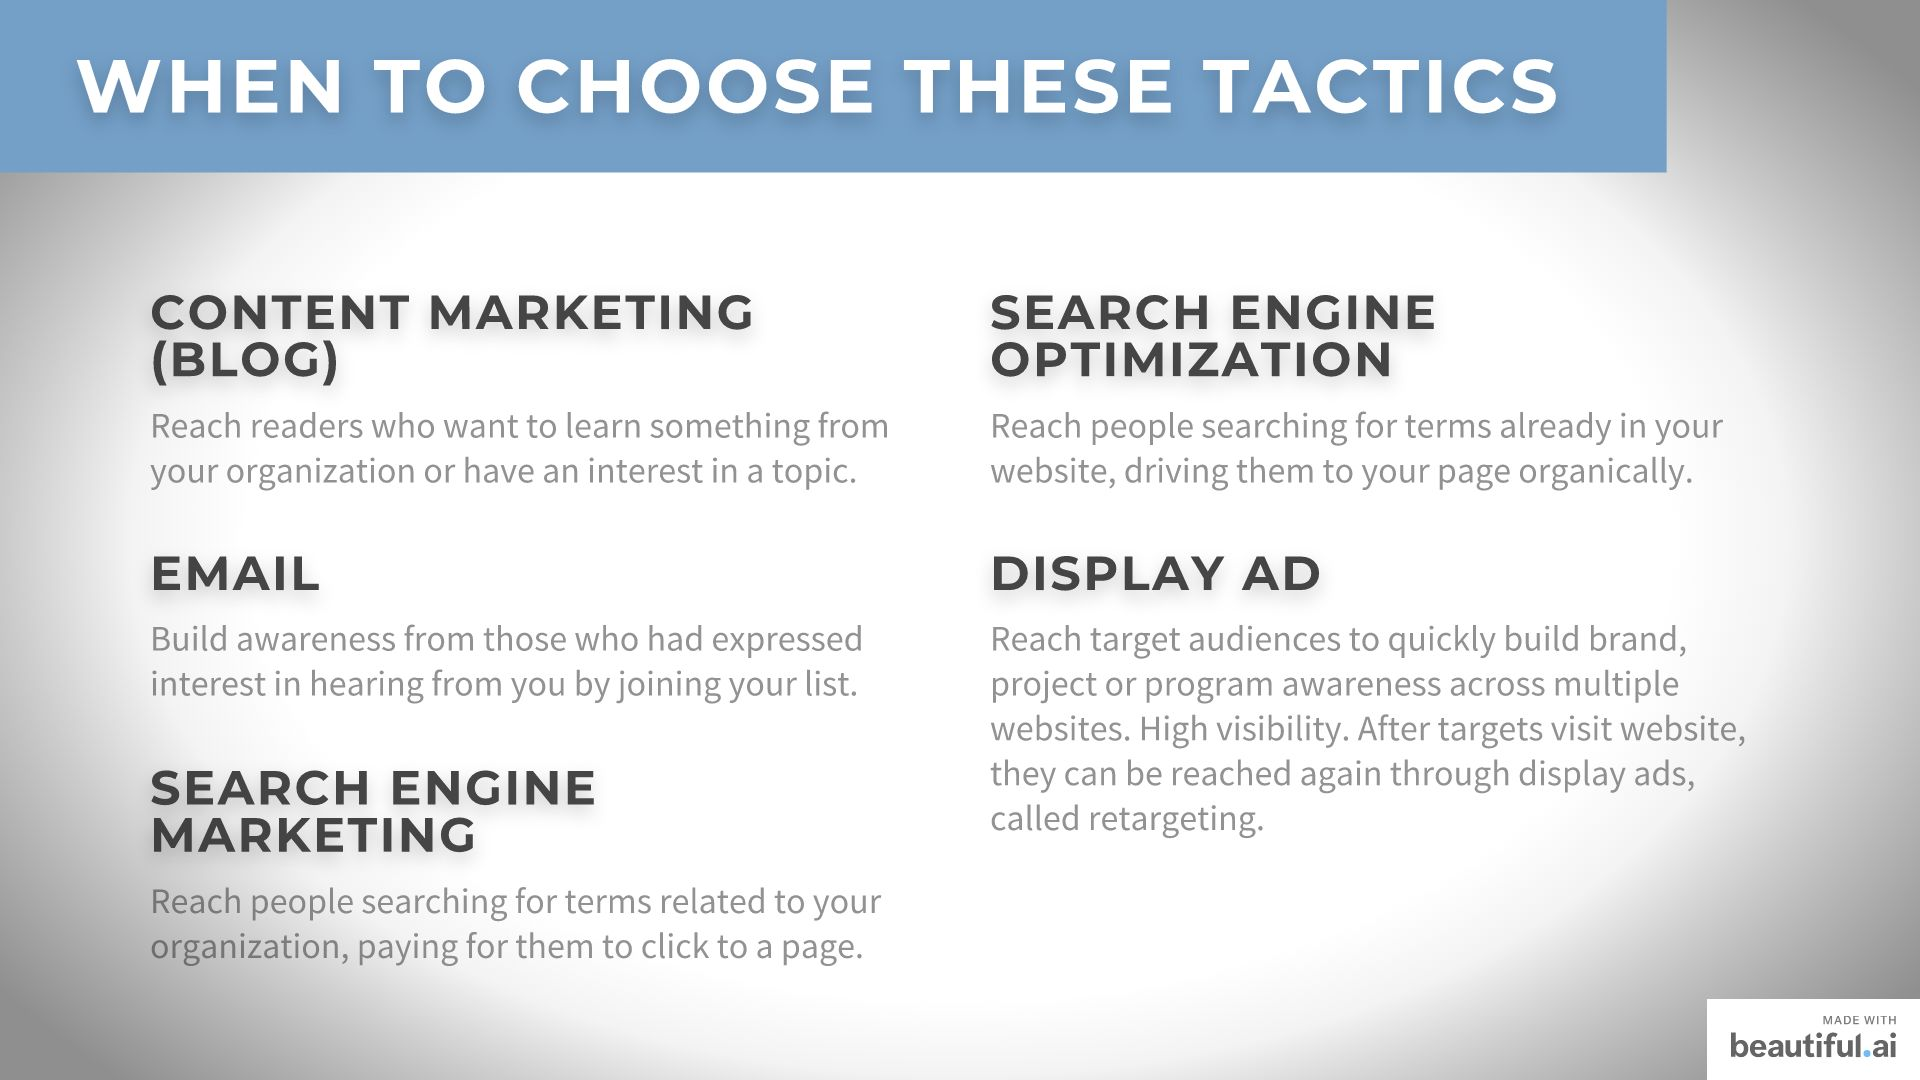 WHEN TO CHOOSE THESE TACTICS
CONTENT MARKETING
(BLOG)
Reach readers who want to learn something from
your organization or have an interest in a topic.
EMAIL
Build awareness from those who had expressed
interest in hearing from you by joining your list.
SEARCH ENGINE
MARKETING
Reach people searching for terms related to your
organization, paying for them to click to a page.
SEARCH ENGINE
OPTIMIZATION
Reach people searching for terms already in your
website, driving them to your page organically.
DISPLAY AD
Reach target audiences to quickly build brand,
project or program awareness across multiple
websites. High visibility. After targets visit website,
they can be reached again through display ads,
called retargeting.
MADE WITH
beautiful.ai